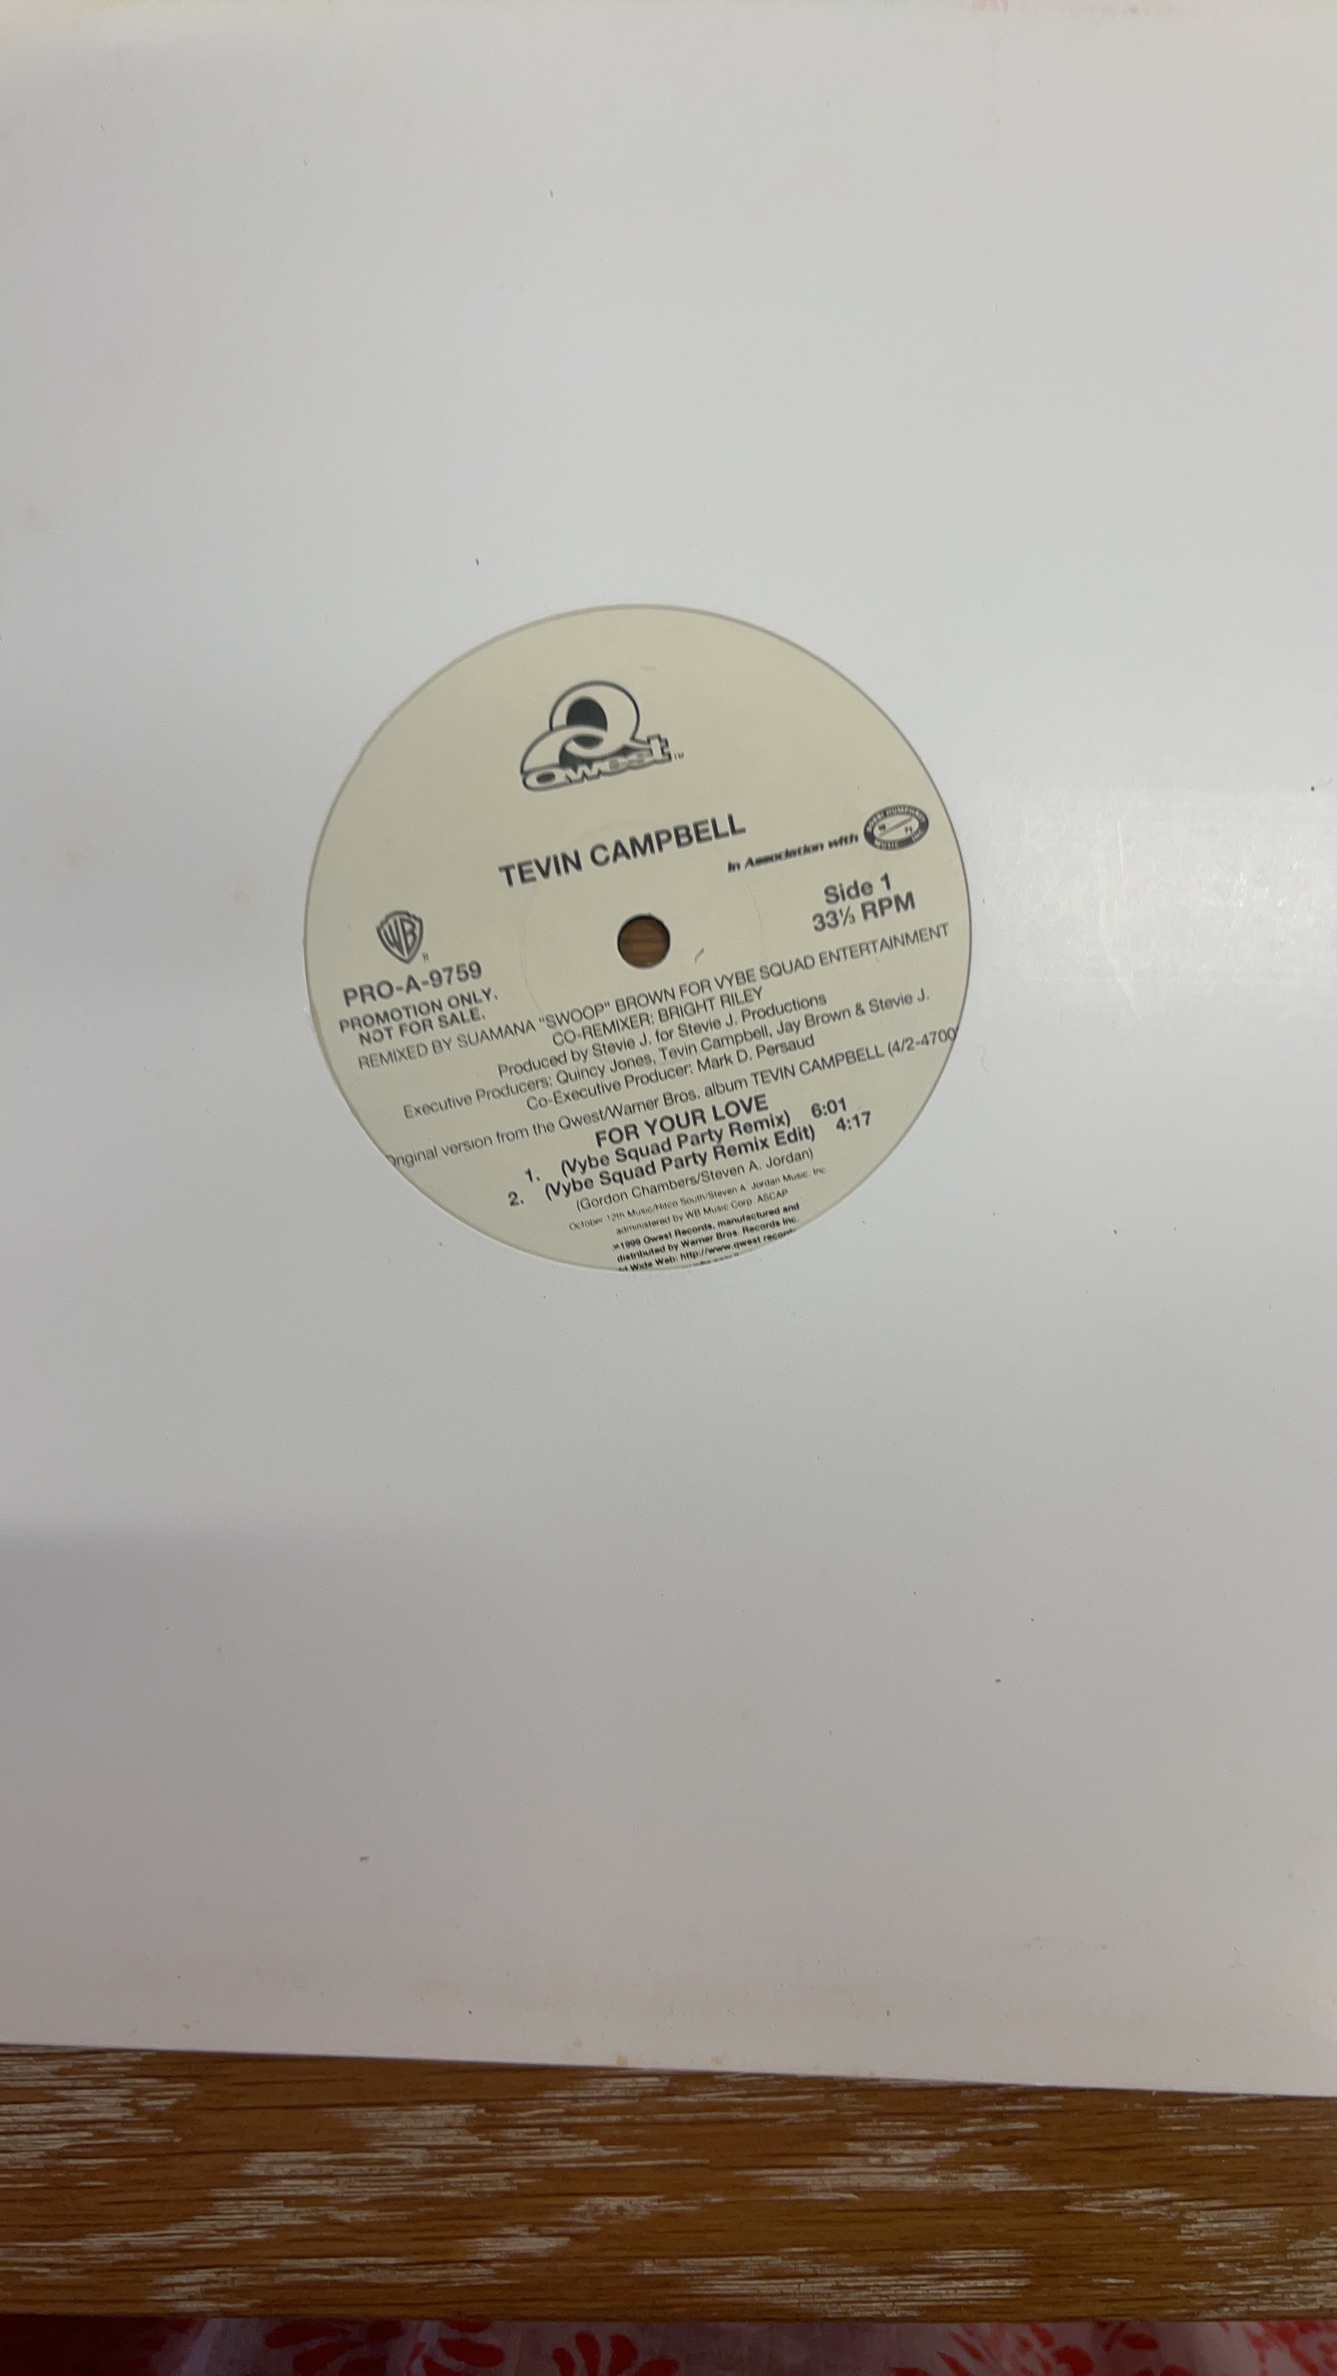 Qwest™
TEVIN CAMPBELL
In Association with
Side 1
33⅓ RPM
WB
PRO-A-9759
PROMOTION ONLY.
NOT FOR SALE.
REMIXED BY SUAMANA "SWOOP" BROWN FOR VYBE SQUAD ENTERTAINMENT
CO-REMIXER: BRIGHT RILEY
Produced by Stevie J. for Stevie J. Productions
Executive Producers: Quincy Jones, Tevin Campbell, Jay Brown & Stevie J.
Co-Executive Producer: Mark D. Persaud
Original version from the Qwest/Warner Bros. album TEVIN CAMPBELL (4/2-4700
FOR YOUR LOVE
1. (Vybe Squad Party Remix) 6:01
2. (Vybe Squad Party Remix Edit) 4:17
(Gordon Chambers/Steven A. Jordan)
October 12th Music/Hitco South/Steven A. Jordan Music, Inc.
administered by WB Music Corp. ASCAP
℗1999 Qwest Records, manufactured and
distributed by Warner Bros. Records Inc.
Wide Web: http://www.qwest record